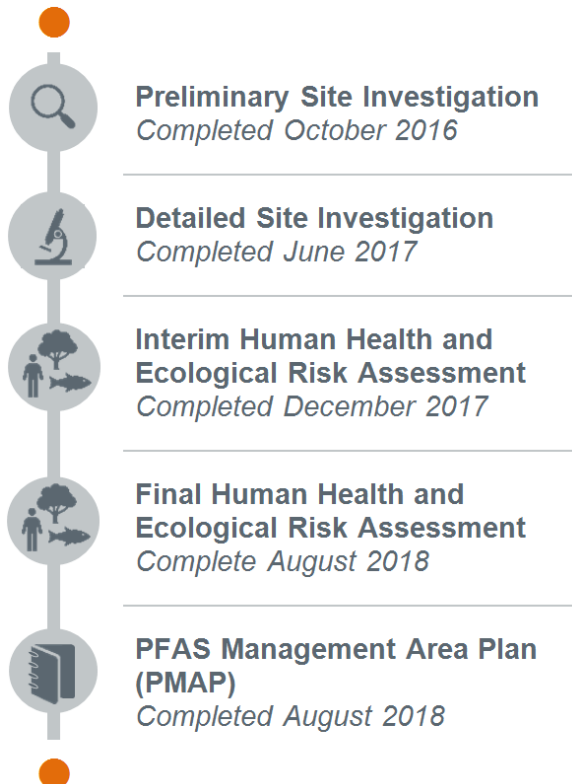 Preliminary Site Investigation
Completed October 2016
Detailed Site Investigation
Completed June 2017
Interim Human Health and
Ecological Risk Assessment
Completed December 2017
Final Human Health and
Ecological Risk Assessment
Complete August 2018
PFAS Management Area Plan
(PMAP)
Completed August 2018